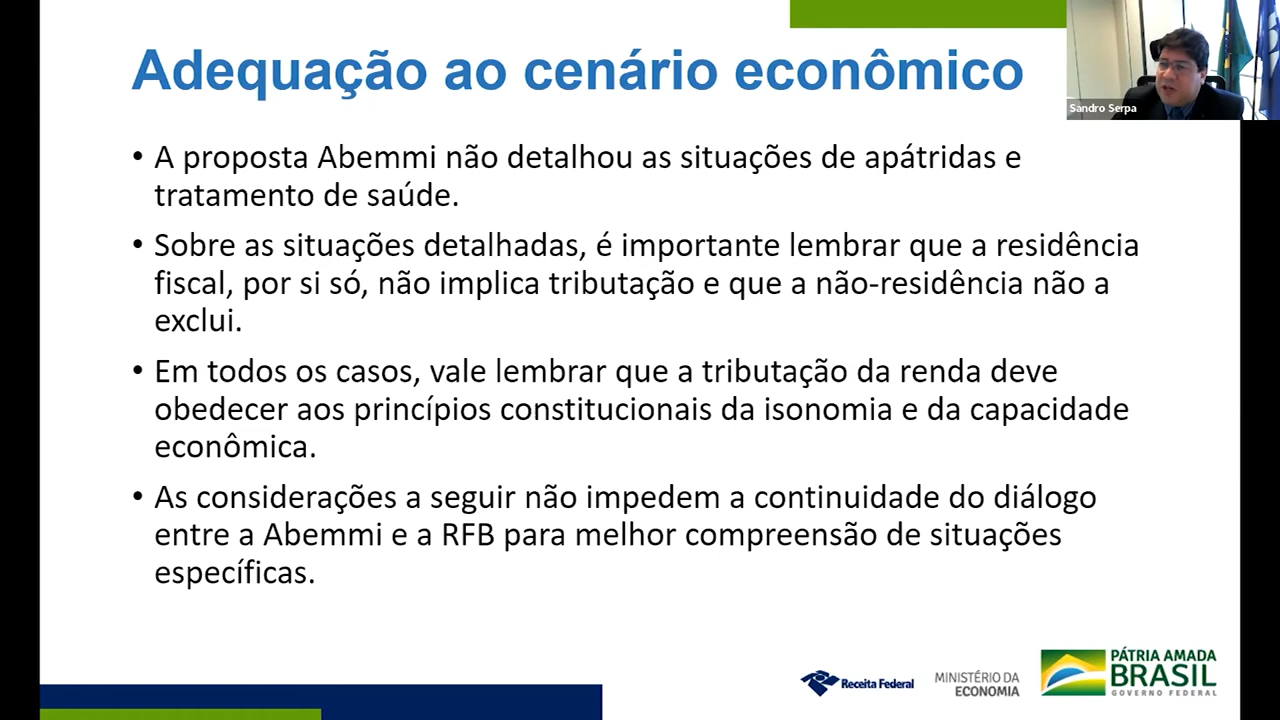 Adequação ao cenário econômico
Sandro Serpa
• A proposta Abemmi não detalhou as situações de apátridas e
tratamento de saúde.
• Sobre as situações detalhadas, é importante lembrar que a residência
fiscal, por si só, não implica tributação e que a não-residência não a
exclui.
• Em todos os casos, vale lembrar que a tributação da renda deve
obedecer aos princípios constitucionais da isonomia e da capacidade
econômica.
• As considerações a seguir não impedem a continuidade do diálogo
entre a Abemmi e a RFB para melhor compreensão de situações
específicas.
Receita Federal
MINISTÉRIO DA
ECONOMIA
PÁTRIA AMADA
BRASIL
GOVERNO FEDERAL